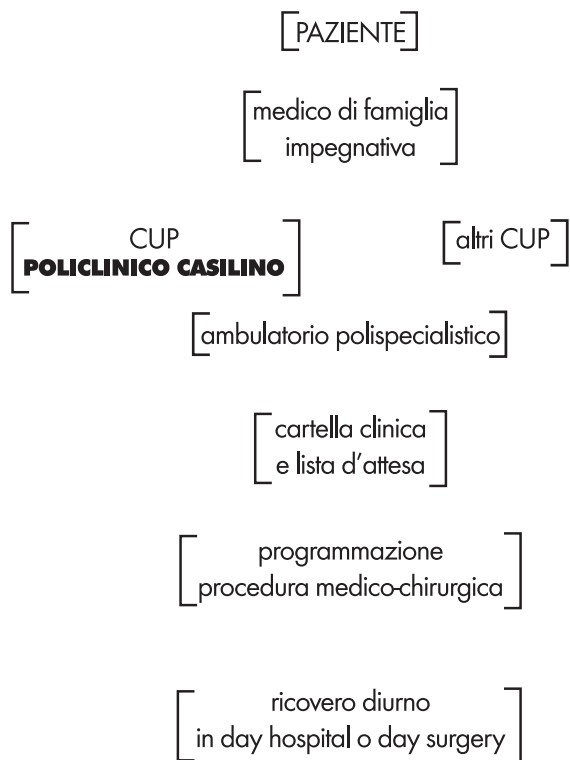 PAZIENTE
medico di famiglia
impegnativa
CUP
POLICLINICO CASILINO
altri CUP
ambulatorio polispecialistico
cartella clinica
e lista d'attesa
programmazione
procedura medico-chirurgica
ricovero diurno
in day hospital o day surgery